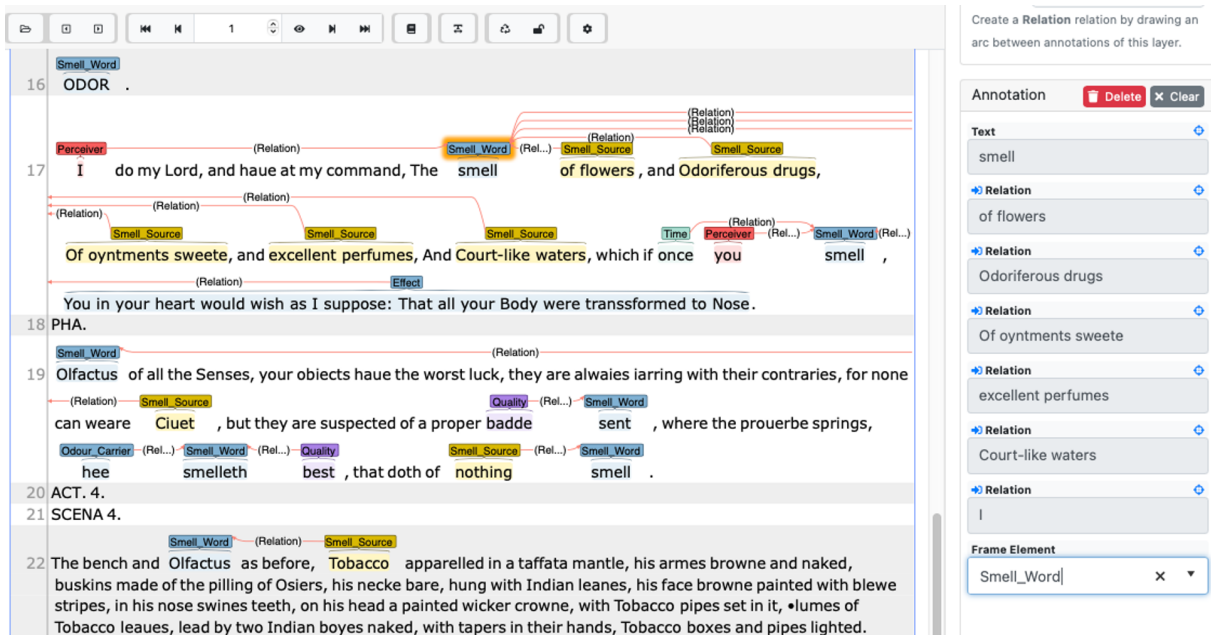 1
Create a Relation relation by drawing an
arc between annotations of this layer.
Smell_Word
16 ODOR .
(Relation)
(Relation)
(Relation)
(Relation)
Perceiver (Relation) Smell_Word (Rel...) Smell_Source Smell_Source
17 I do my Lord, and haue at my command, The smell of flowers , and Odoriferous drugs,
(Relation)
(Relation)
(Relation) (Relation)
Smell_Source Smell_Source Smell_Source Time Perceiver (Rel...) Smell_Word (Rel...)
Of oyntments sweete, and excellent perfumes, And Court-like waters, which if once you smell ,
(Relation) Effect
You in your heart would wish as I suppose: That all your Body were transsformed to Nose.
18 PHA.
Smell_Word (Relation)
19 Olfactus of all the Senses, your obiects haue the worst luck, they are alwaies iarring with their contraries, for none
(Relation) Smell_Source Quality (Rel...) Smell_Word
can weare Ciuet , but they are suspected of a proper badde sent , where the prouerbe springs,
Odour_Carrier (Rel...) Smell_Word (Rel...) Quality Smell_Source (Rel...) Smell_Word
hee smelleth best , that doth of nothing smell .
20 ACT. 4.
21 SCENA 4.
Smell_Word (Relation) Smell_Source
22 The bench and Olfactus as before, Tobacco apparelled in a taffata mantle, his armes browne and naked,
buskins made of the pilling of Osiers, his necke bare, hung with Indian leanes, his face browne painted with blewe
stripes, in his nose swines teeth, on his head a painted wicker crowne, with Tobacco pipes set in it, •lumes of
Tobacco leaues, lead by two Indian boyes naked, with tapers in their hands, Tobacco boxes and pipes lighted.
Annotation Delete Clear
Text
smell
Relation
of flowers
Relation
Odoriferous drugs
Relation
Of oyntments sweete
Relation
excellent perfumes
Relation
Court-like waters
Relation
I
Frame Element
Smell_Word